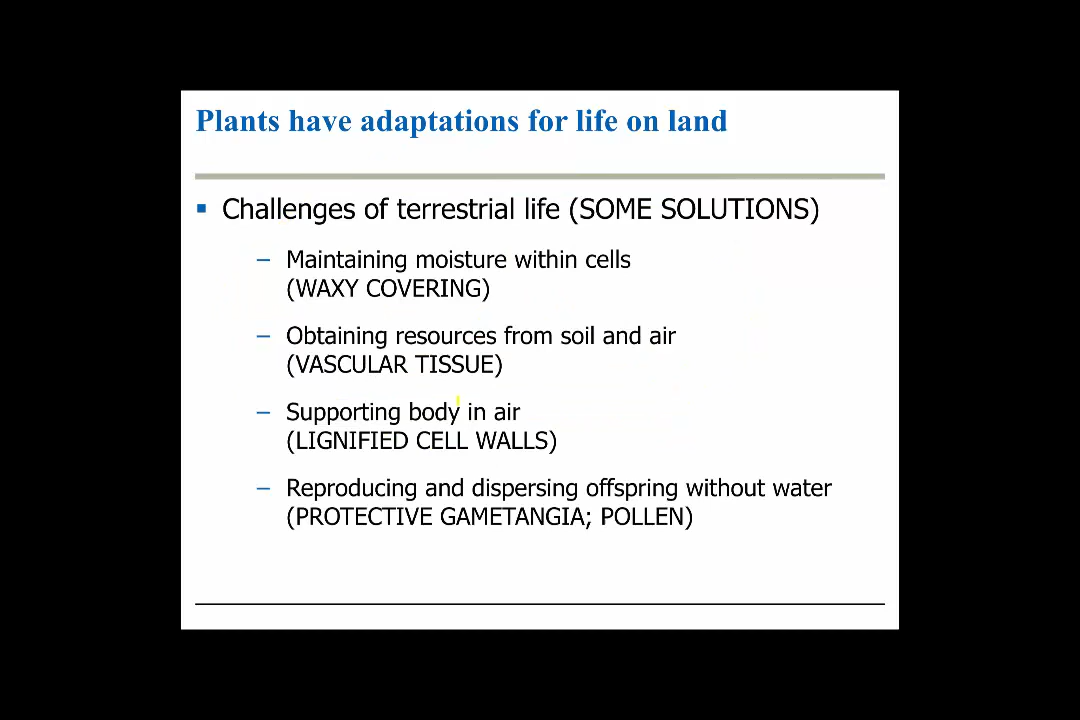 Plants have adaptations for life on land
▪ Challenges of terrestrial life (SOME SOLUTIONS)
– Maintaining moisture within cells
(WAXY COVERING)
– Obtaining resources from soil and air
(VASCULAR TISSUE)
– Supporting body in air
(LIGNIFIED CELL WALLS)
– Reproducing and dispersing offspring without water
(PROTECTIVE GAMETANGIA; POLLEN)